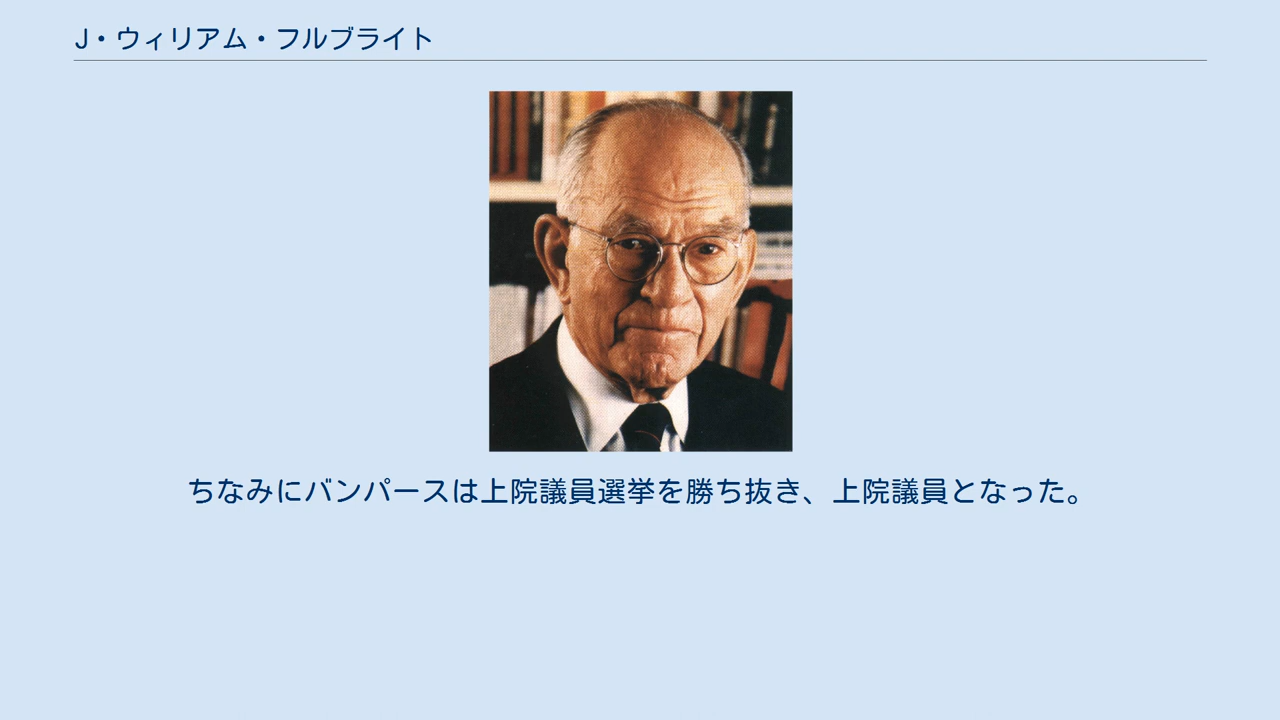 J・ウィリアム・フルブライト
ちなみにバンパースは上院議員選挙を勝ち抜き、上院議員となった。